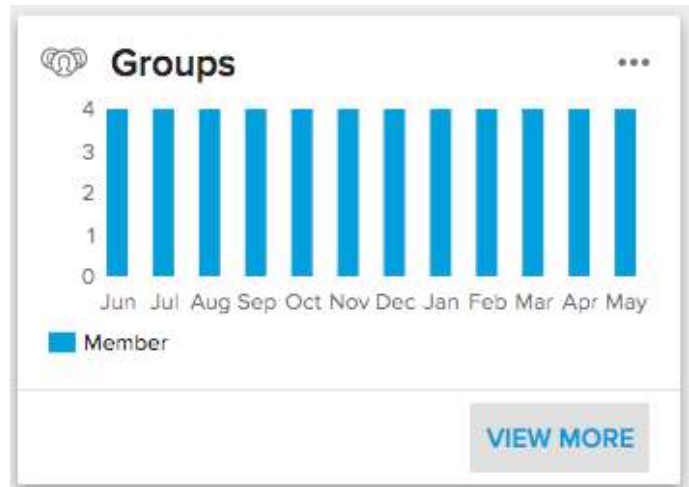 Groups
4
3
2
1
0
Jun Jul Aug Sep Oct Nov Dec Jan Feb Mar Apr May
Member
VIEW MORE